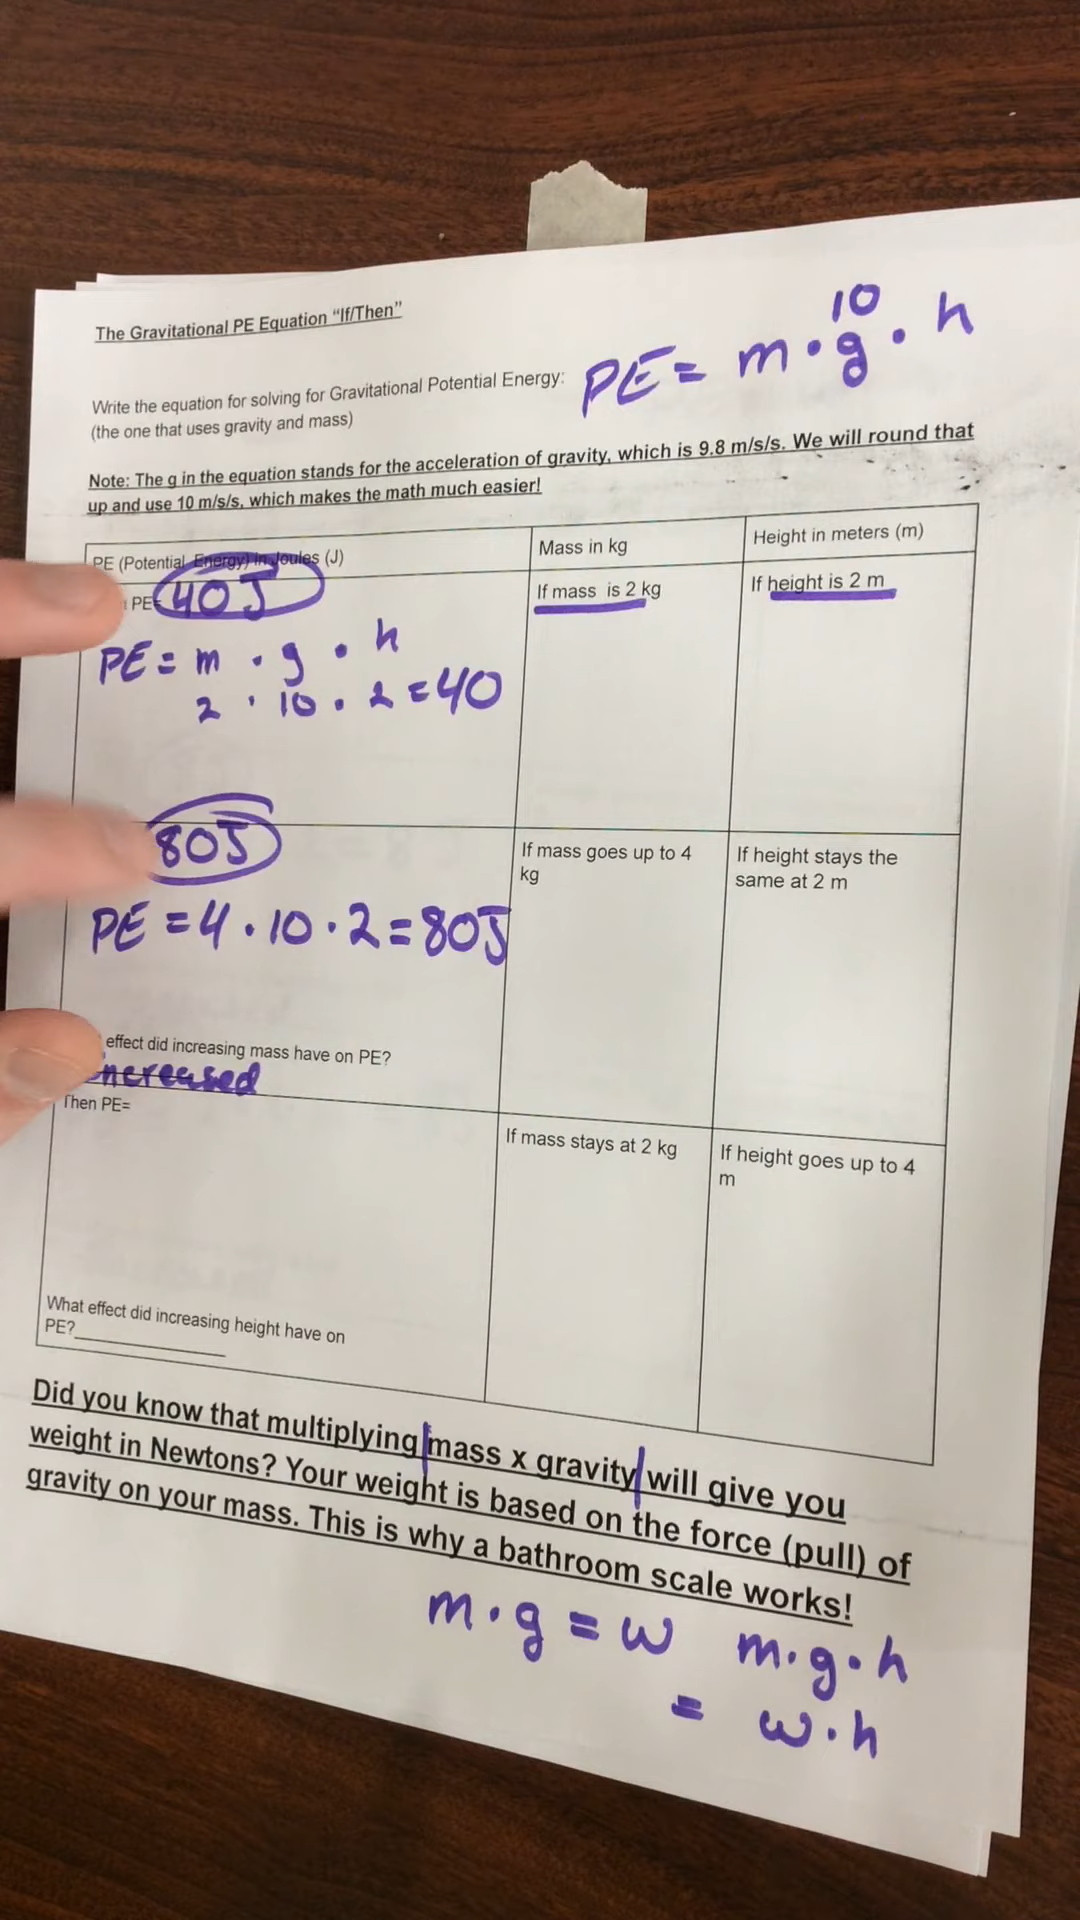 The Gravitational PE Equation "If/Then"
10
PE = m · g · h
Write the equation for solving for Gravitational Potential Energy:
(the one that uses gravity and mass)
Note: The g in the equation stands for the acceleration of gravity, which is 9.8 m/s/s. We will round that
up and use 10 m/s/s, which makes the math much easier!
PE (Potential Energy) in Joules (J)
Mass in kg
Height in meters (m)
PE= 40J
If mass is 2 kg
If height is 2 m
PE = m · g · h
2 · 10 · 2 = 40
80J
If mass goes up to 4
kg
If height stays the
same at 2 m
PE = 4 · 10 · 2 = 80J
effect did increasing mass have on PE?
increased
Then PE=
If mass stays at 2 kg
If height goes up to 4
m
What effect did increasing height have on
PE?
Did you know that multiplying mass x gravity will give you
weight in Newtons? Your weight is based on the force (pull) of
gravity on your mass. This is why a bathroom scale works!
m · g = w
m · g · h
= w · h